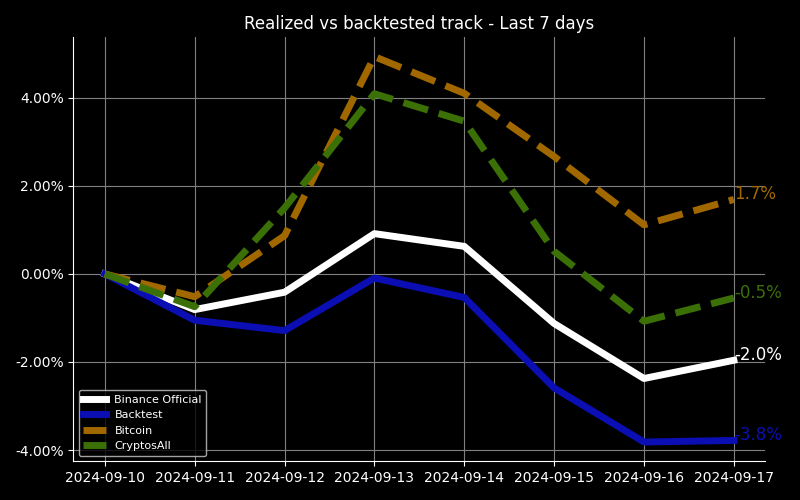 Realized vs backtested track - Last 7 days
4.00%
2.00%
0.00%
-2.00%
-4.00%
1.7%
-0.5%
-2.0%
-3.8%
Binance Official
Backtest
Bitcoin
CryptosAll
2024-09-10 2024-09-11 2024-09-12 2024-09-13 2024-09-14 2024-09-15 2024-09-16 2024-09-17